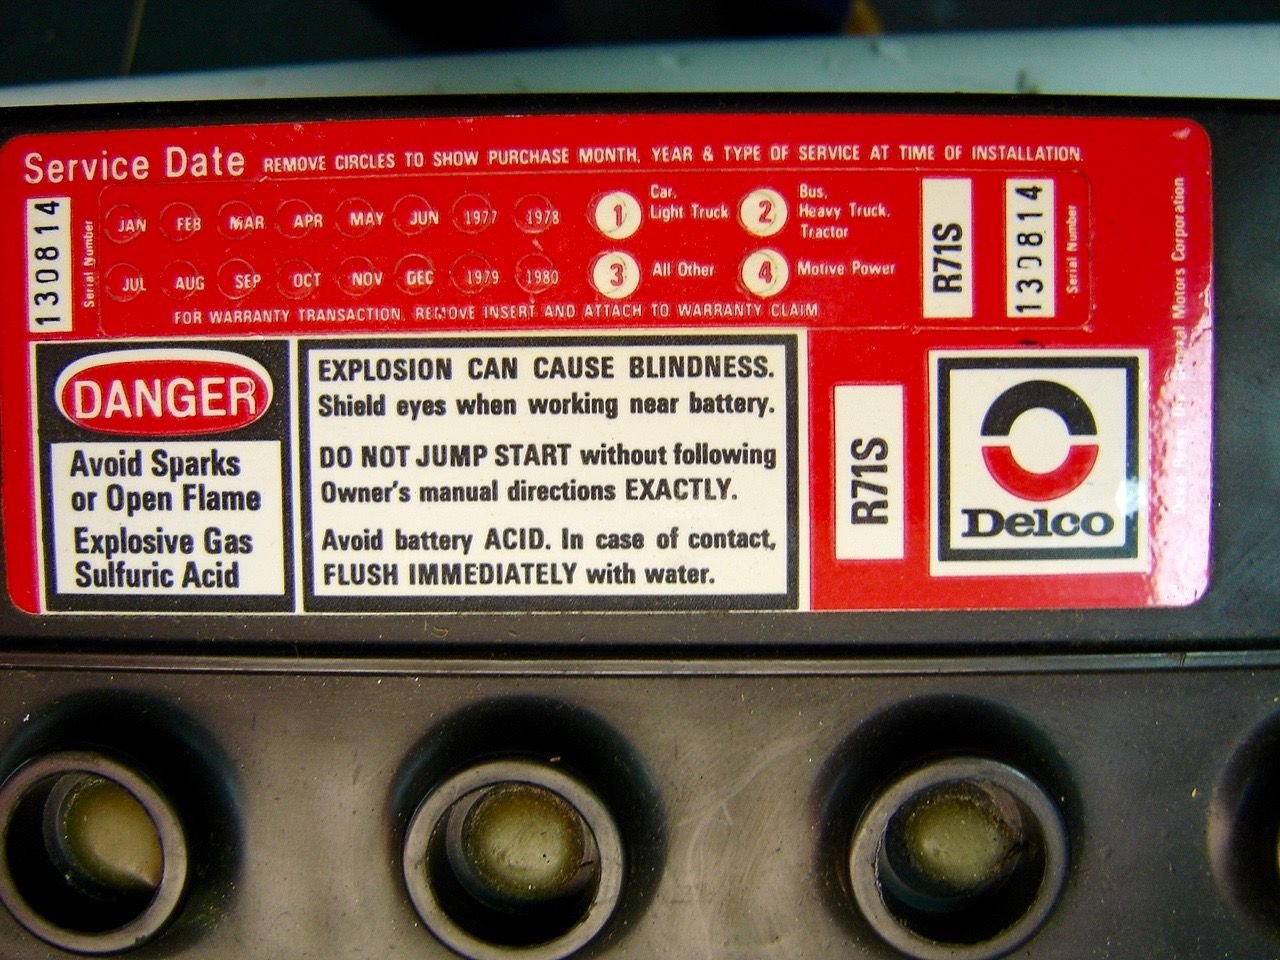 Service Date REMOVE CIRCLES TO SHOW PURCHASE MONTH, YEAR & TYPE OF SERVICE AT TIME OF INSTALLATION.
130814
Serial Number
JAN FEB MAR APR MAY JUN 1977 1978
JUL AUG SEP OCT NOV DEC 1979 1980
1 Car,
Light Truck
2 Bus,
Heavy Truck,
Tractor
3 All Other
4 Motive Power
R71S
130814
Serial Number
FOR WARRANTY TRANSACTION, REMOVE INSERT AND ATTACH TO WARRANTY CLAIM
DANGER
Avoid Sparks
or Open Flame
Explosive Gas
Sulfuric Acid
EXPLOSION CAN CAUSE BLINDNESS.
Shield eyes when working near battery.
DO NOT JUMP START without following
Owner's manual directions EXACTLY.
Avoid battery ACID. In case of contact,
FLUSH IMMEDIATELY with water.
R71S
Delco
Motors Corporation